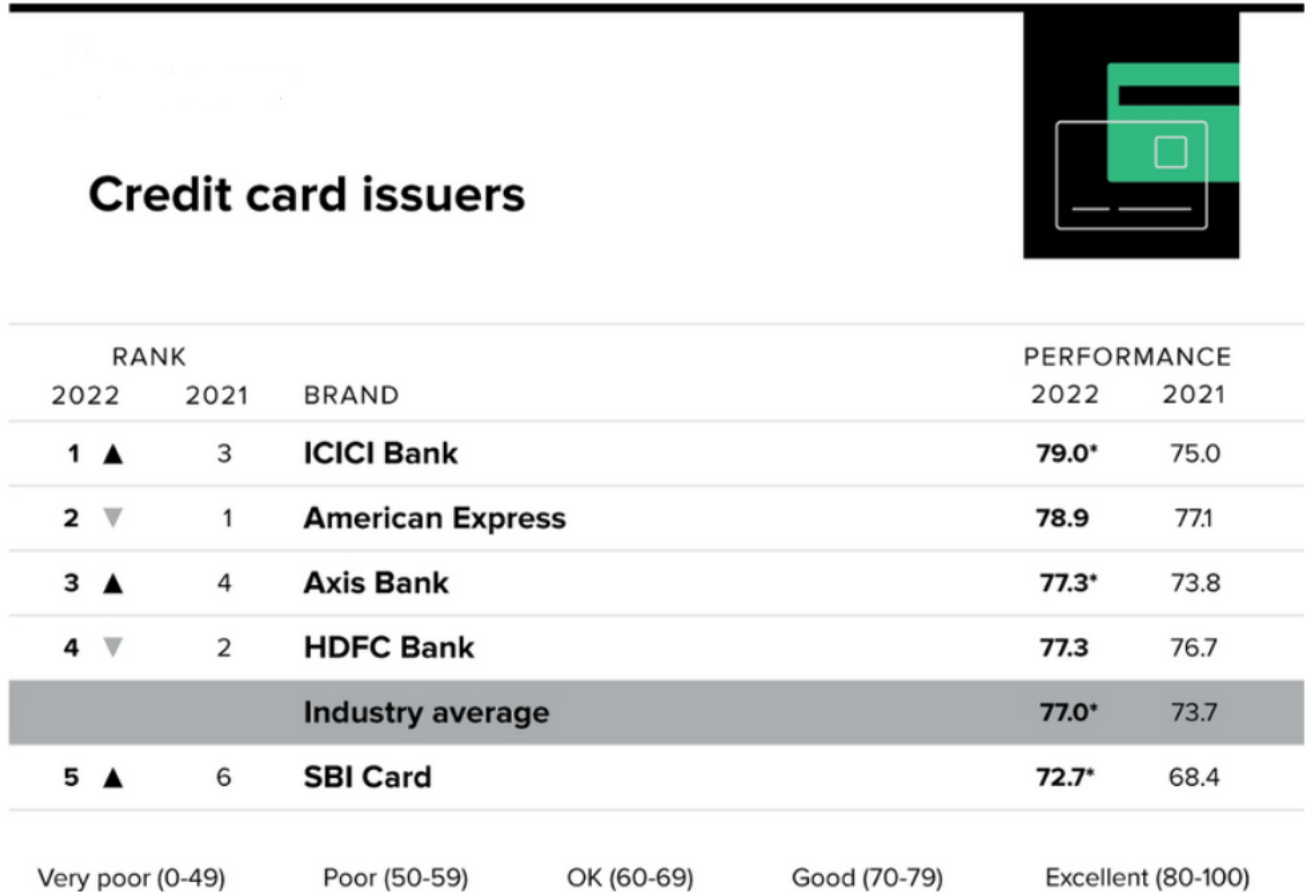 Credit card issuers
RANK PERFORMANCE
2022 2021 BRAND 2022 2021
1 ▲ 3 ICICI Bank 79.0* 75.0
2 ▼ 1 American Express 78.9 77.1
3 ▲ 4 Axis Bank 77.3* 73.8
4 ▼ 2 HDFC Bank 77.3 76.7
Industry average 77.0* 73.7
5 ▲ 6 SBI Card 72.7* 68.4
Very poor (0-49) Poor (50-59) OK (60-69) Good (70-79) Excellent (80-100)